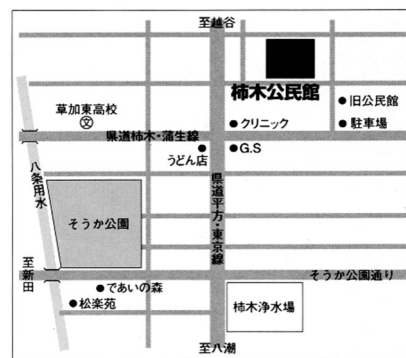 至越谷
柿木公民館
旧公民館
草加東高校
文
クリニック
駐車場
県道柿木・蒲生線
うどん店
G.S
八条用水
県道平方・東京線
そうか公園
至新田
そうか公園通り
であいの森
松楽苑
柿木浄水場
至八潮